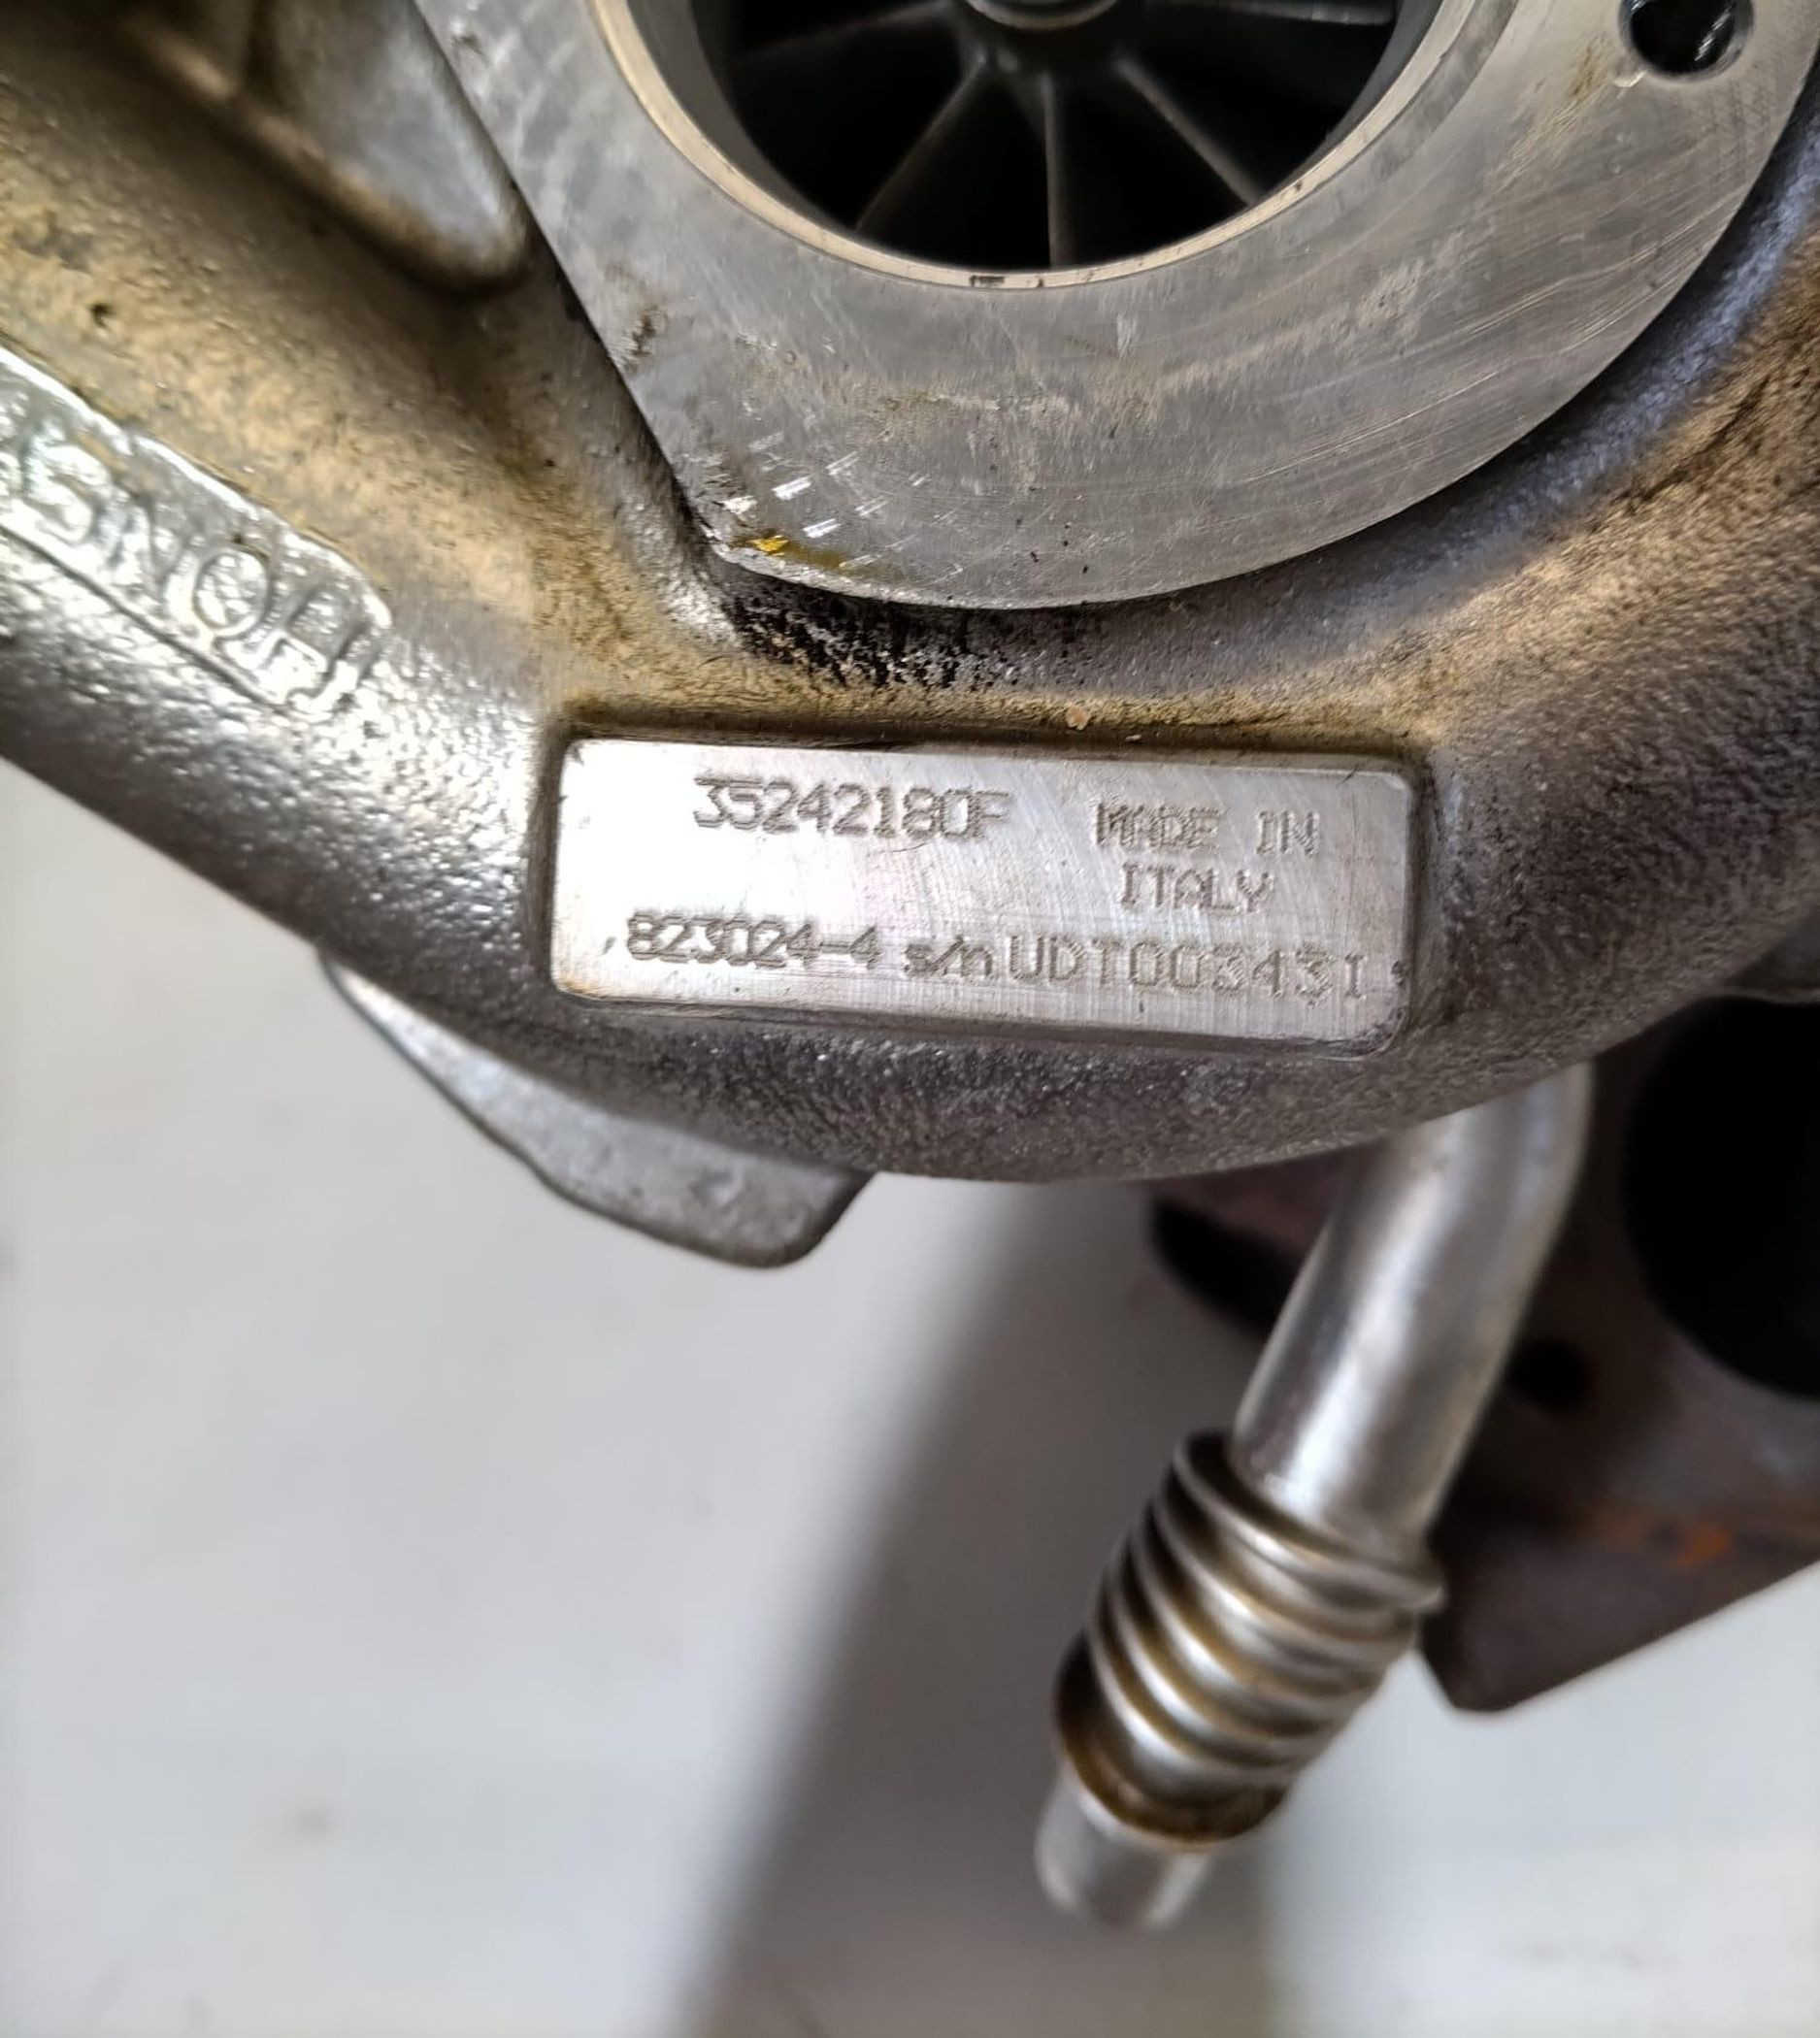 35242180F MADE IN
ITALY
823024-4 s/n UDT003431